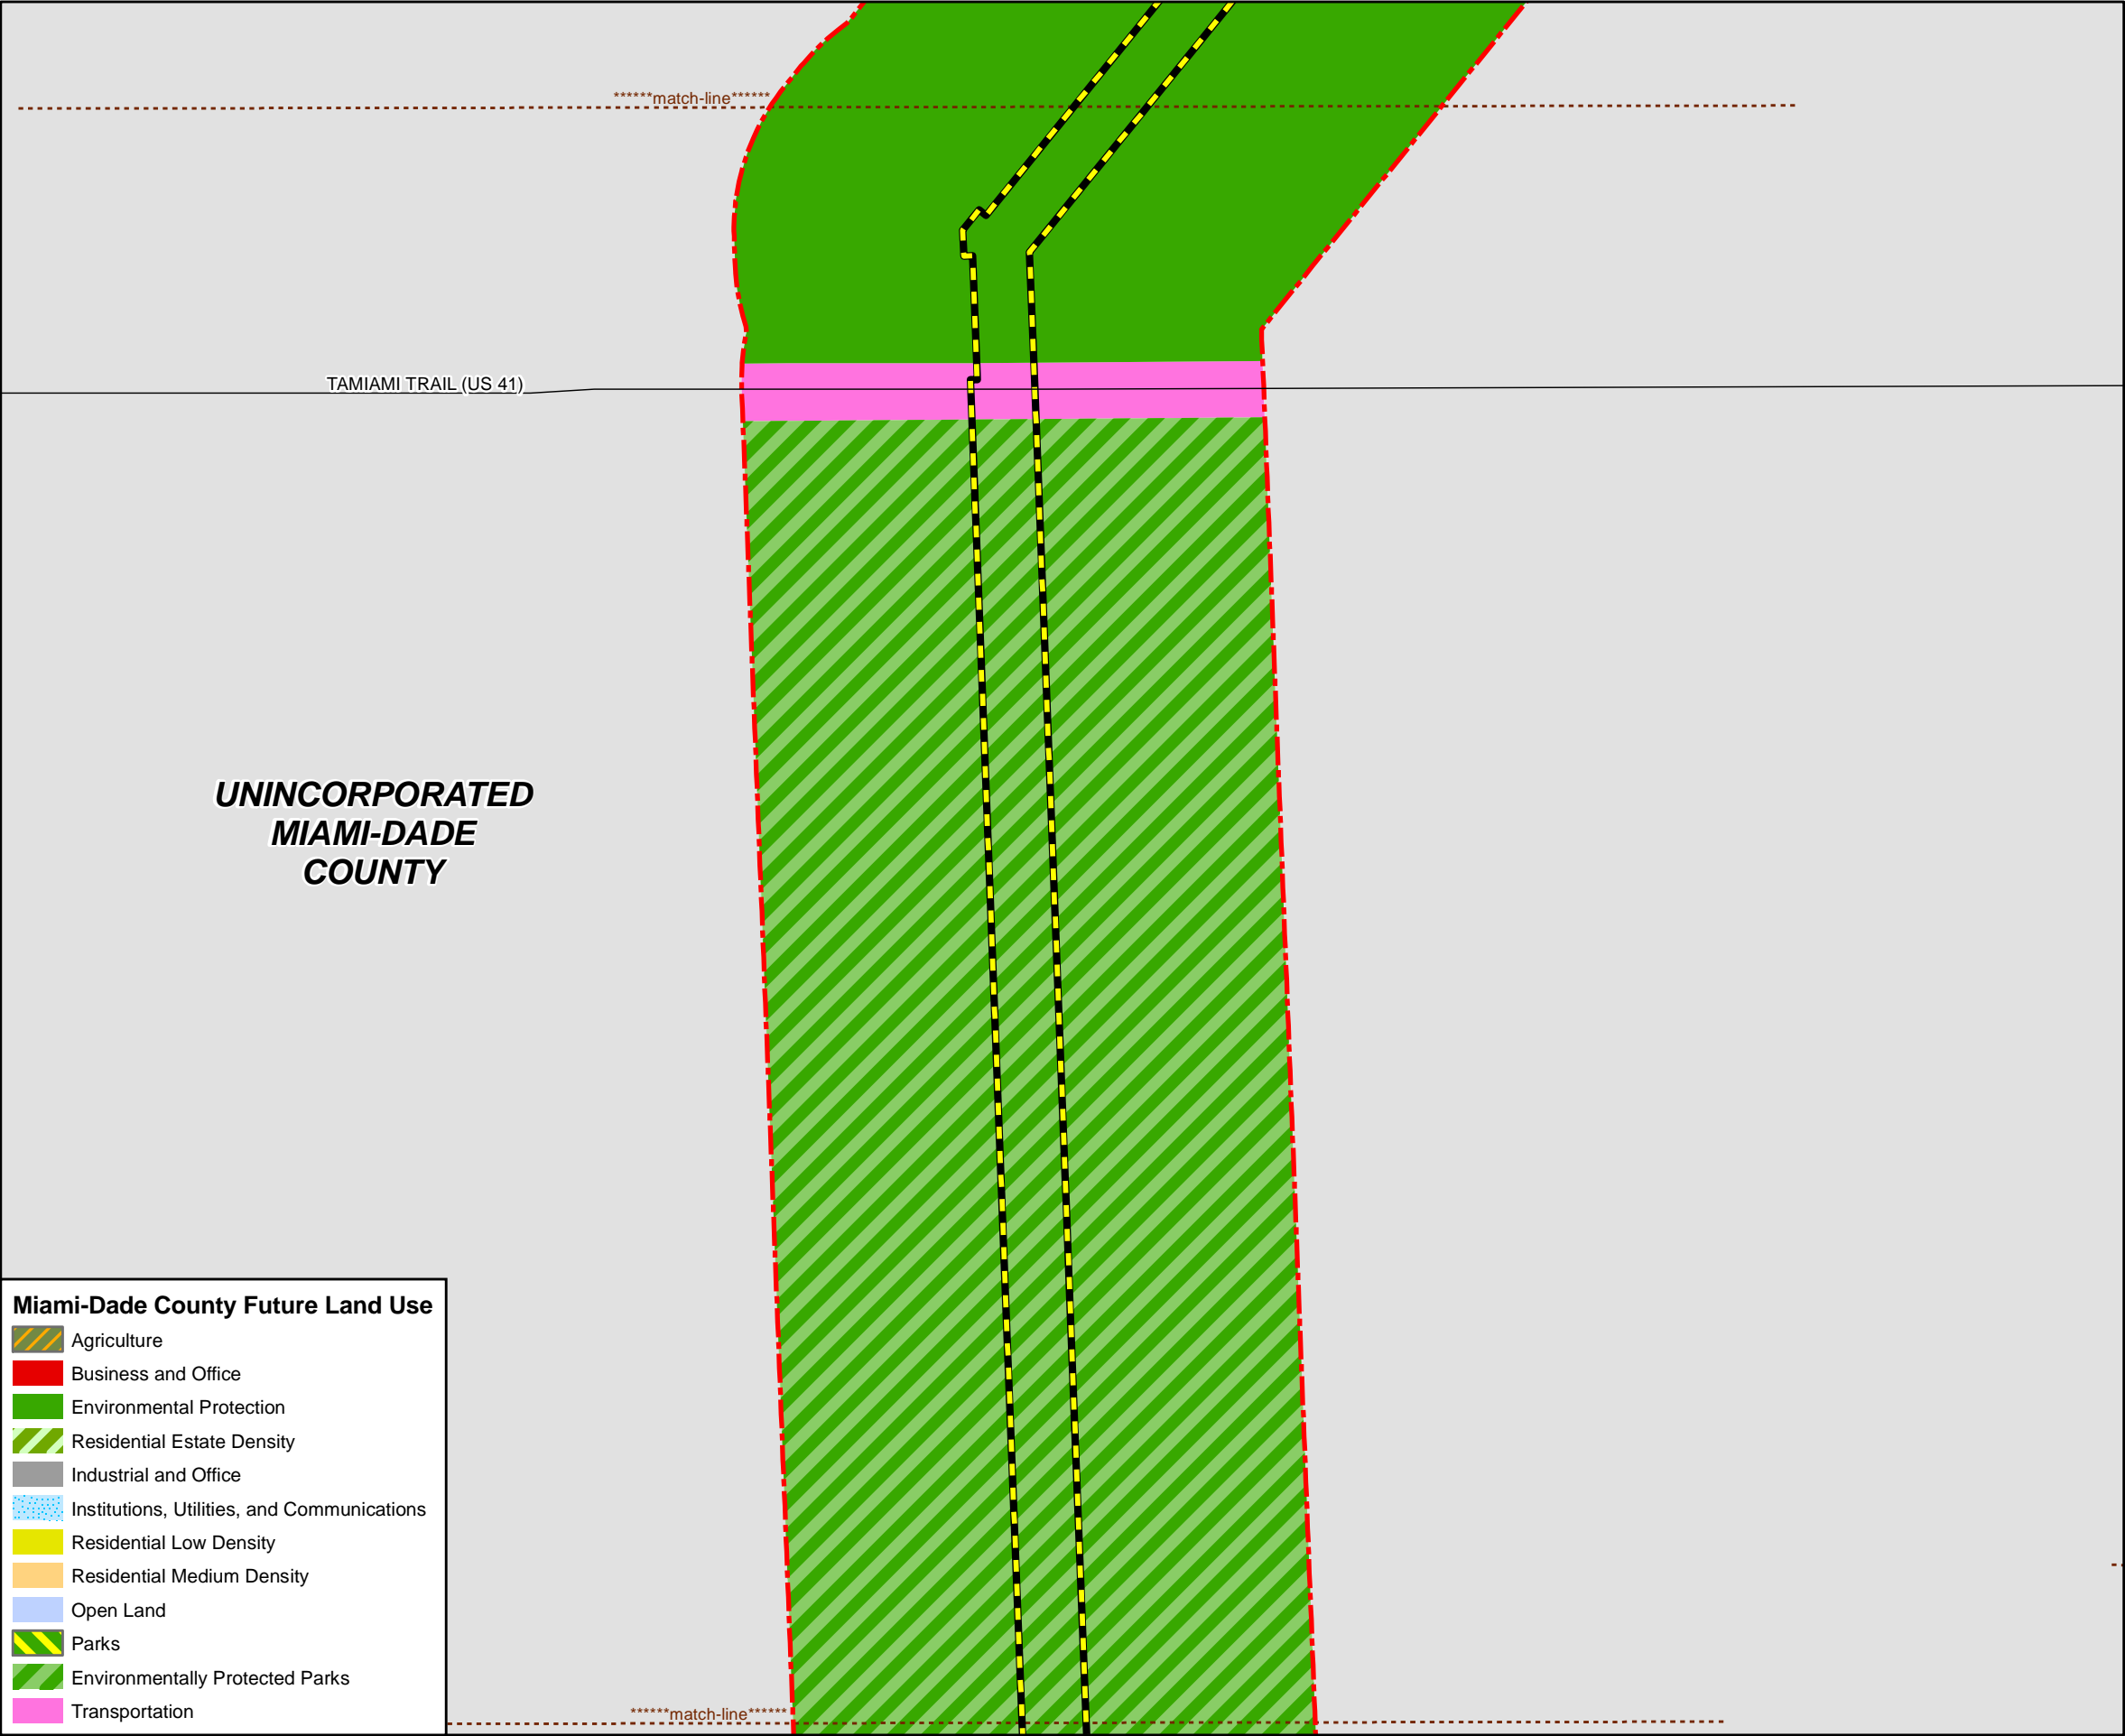 ******match-line******
TAMIAMI TRAIL (US 41)
UNINCORPORATED
MIAMI-DADE
COUNTY
Miami-Dade County Future Land Use
Agriculture
Business and Office
Environmental Protection
Residential Estate Density
Industrial and Office
Institutions, Utilities, and Communications
Residential Low Density
Residential Medium Density
Open Land
Parks
Environmentally Protected Parks
Transportation
******match-line******